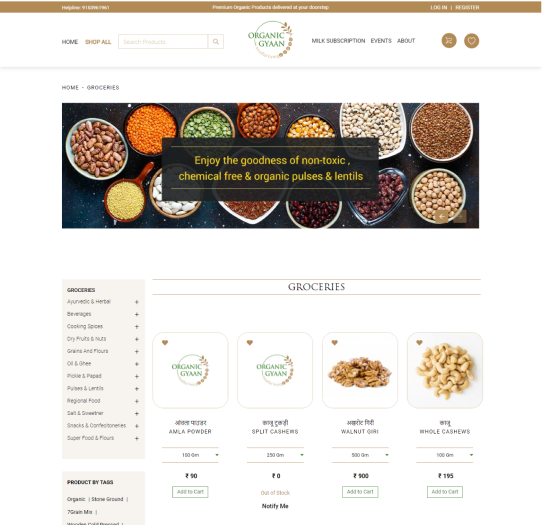 Premium Organic Products delivered at your doorstep
LOG IN | REGISTER
HOME
SHOP ALL
Search Products
ORGANIC
GYAAN
MILK SUBSCRIPTION
EVENTS
ABOUT
HOME - GROCERIES
Enjoy the goodness of non-toxic ,
chemical free & organic pulses & lentils
GROCERIES
Ayurvedic & Herbal +
Beverages +
Cooking Spices +
Dry Fruits & Nuts +
Grains And Flours +
Oil & Ghee +
Pickle & Papad +
Pulses & Lentils +
Regional Food +
Salt & Sweetner +
Snacks & Confectioneries +
Super Food & Flours +
PRODUCT BY TAGS
Organic | Stone Ground |
7Grain Mix |
Wooden Cold Pressed |
GROCERIES
ORGANIC
GYAAN
आंवला पाउडर
AMLA POWDER
100 Gm
₹ 90
Add to Cart
ORGANIC
GYAAN
काजू टुकड़ी
SPLIT CASHEWS
250 Gm
₹ 0
Out of Stock
Notify Me
अखरोट गिरी
WALNUT GIRI
500 Gm
₹ 900
Add to Cart
काजू
WHOLE CASHEWS
100 Gm
₹ 195
Add to Cart